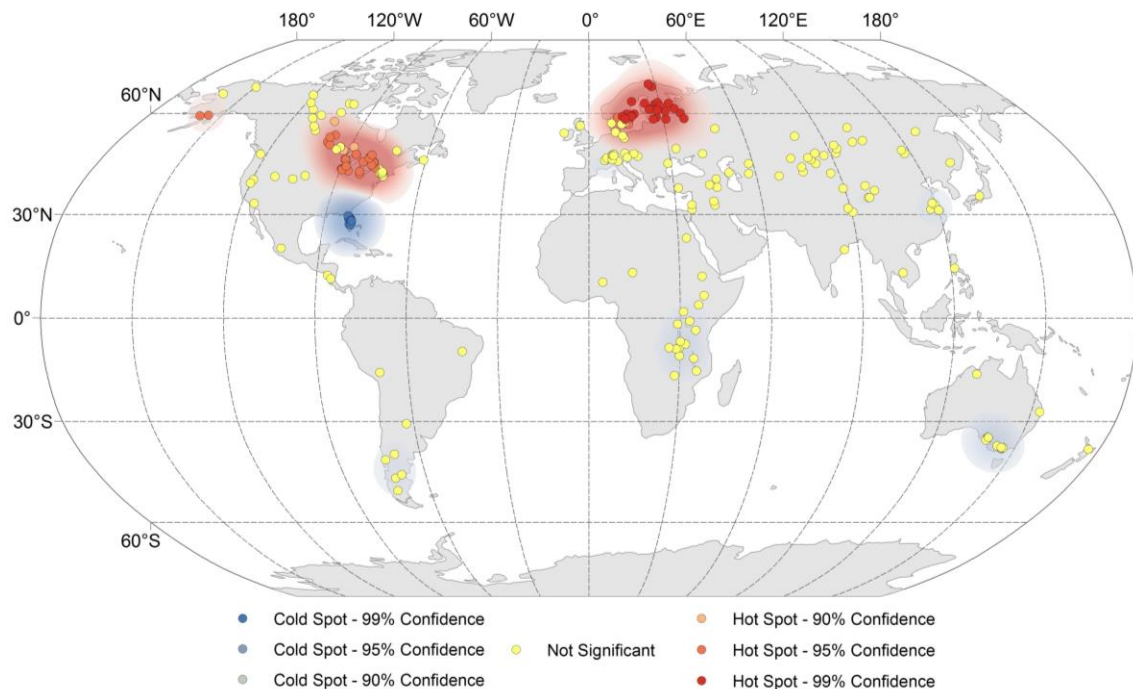 180° 120°W 60°W 0° 60°E 120°E 180°
60°N
30°N
0°
30°S
60°S
Cold Spot - 99% Confidence Hot Spot - 90% Confidence
Cold Spot - 95% Confidence Not Significant Hot Spot - 95% Confidence
Cold Spot - 90% Confidence Hot Spot - 99% Confidence